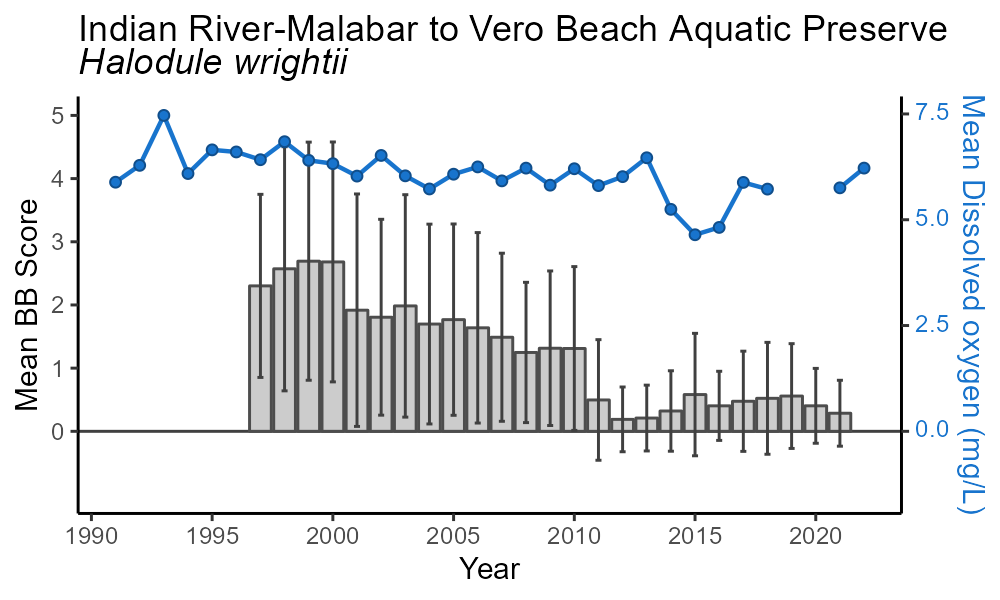 Indian River-Malabar to Vero Beach Aquatic Preserve
Halodule wrightii
Mean BB Score
5
4
3
2
1
0
7.5
5.0
2.5
0.0
Mean Dissolved oxygen (mg/L)
1990 1995 2000 2005 2010 2015 2020
Year